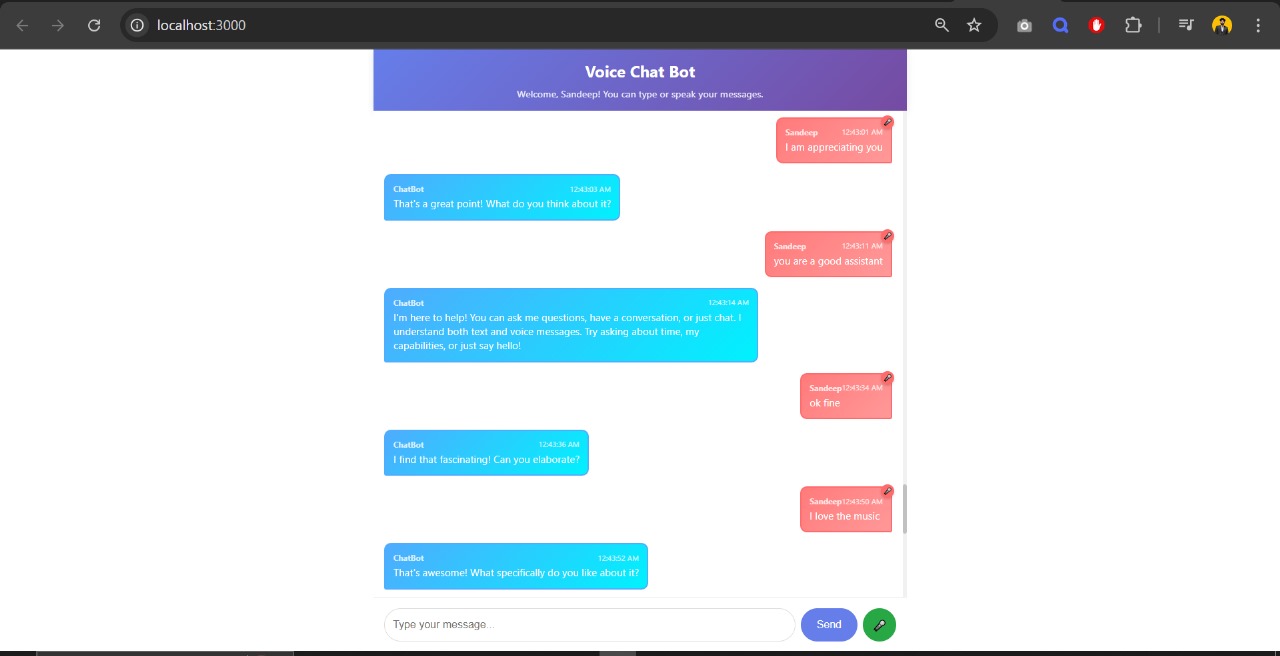 localhost:3000
Voice Chat Bot
Welcome, Sandeep! You can type or speak your messages.
Sandeep 12:43:01 AM
I am appreciating you
ChatBot 12:43:03 AM
That's a great point! What do you think about it?
Sandeep 12:43:11 AM
you are a good assistant
ChatBot 12:43:14 AM
I'm here to help! You can ask me questions, have a conversation, or just chat. I
understand both text and voice messages. Try asking about time, my
capabilities, or just say hello!
Sandeep 12:43:34 AM
ok fine
ChatBot 12:43:36 AM
I find that fascinating! Can you elaborate?
Sandeep 12:43:50 AM
I love the music
ChatBot 12:43:52 AM
That's awesome! What specifically do you like about it?
Type your message...
Send